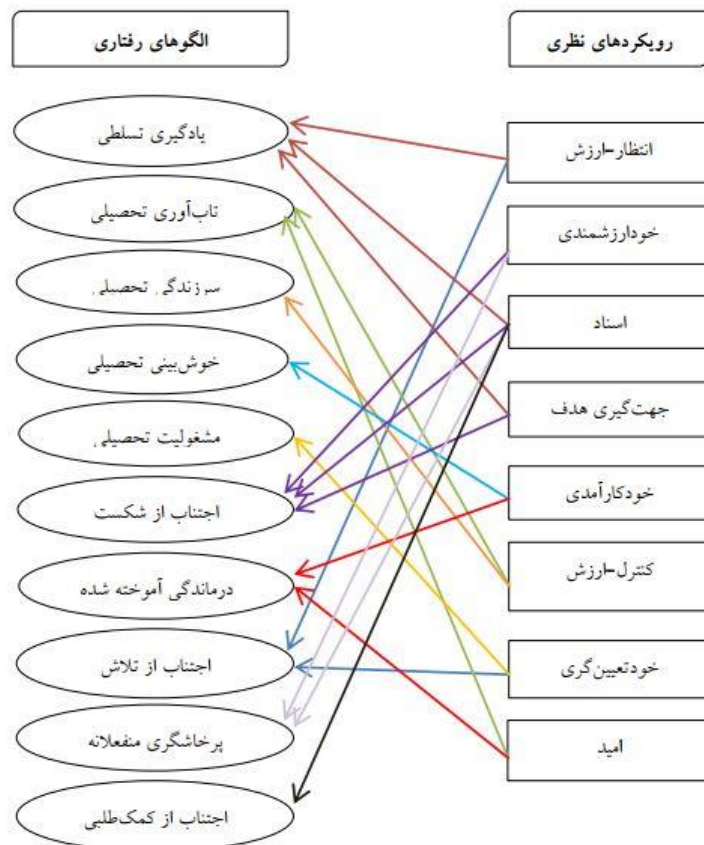 رویکردهای نظری
الگوهای رفتاری
انتظار-ارزش
خودارزشمندی
اسناد
جهت‌گیری هدف
خودکارآمدی
کنترل-ارزش
خودتعیین‌گری
امید
یادگیری تسلطی
تاب‌آوری تحصیلی
سرزندگی تحصیلی
خوش‌بینی تحصیلی
مشغولیت تحصیلی
اجتناب از شکست
درماندگی آموخته شده
اجتناب از تلاش
پرخاشگری منفعلانه
اجتناب از کمک‌طلبی